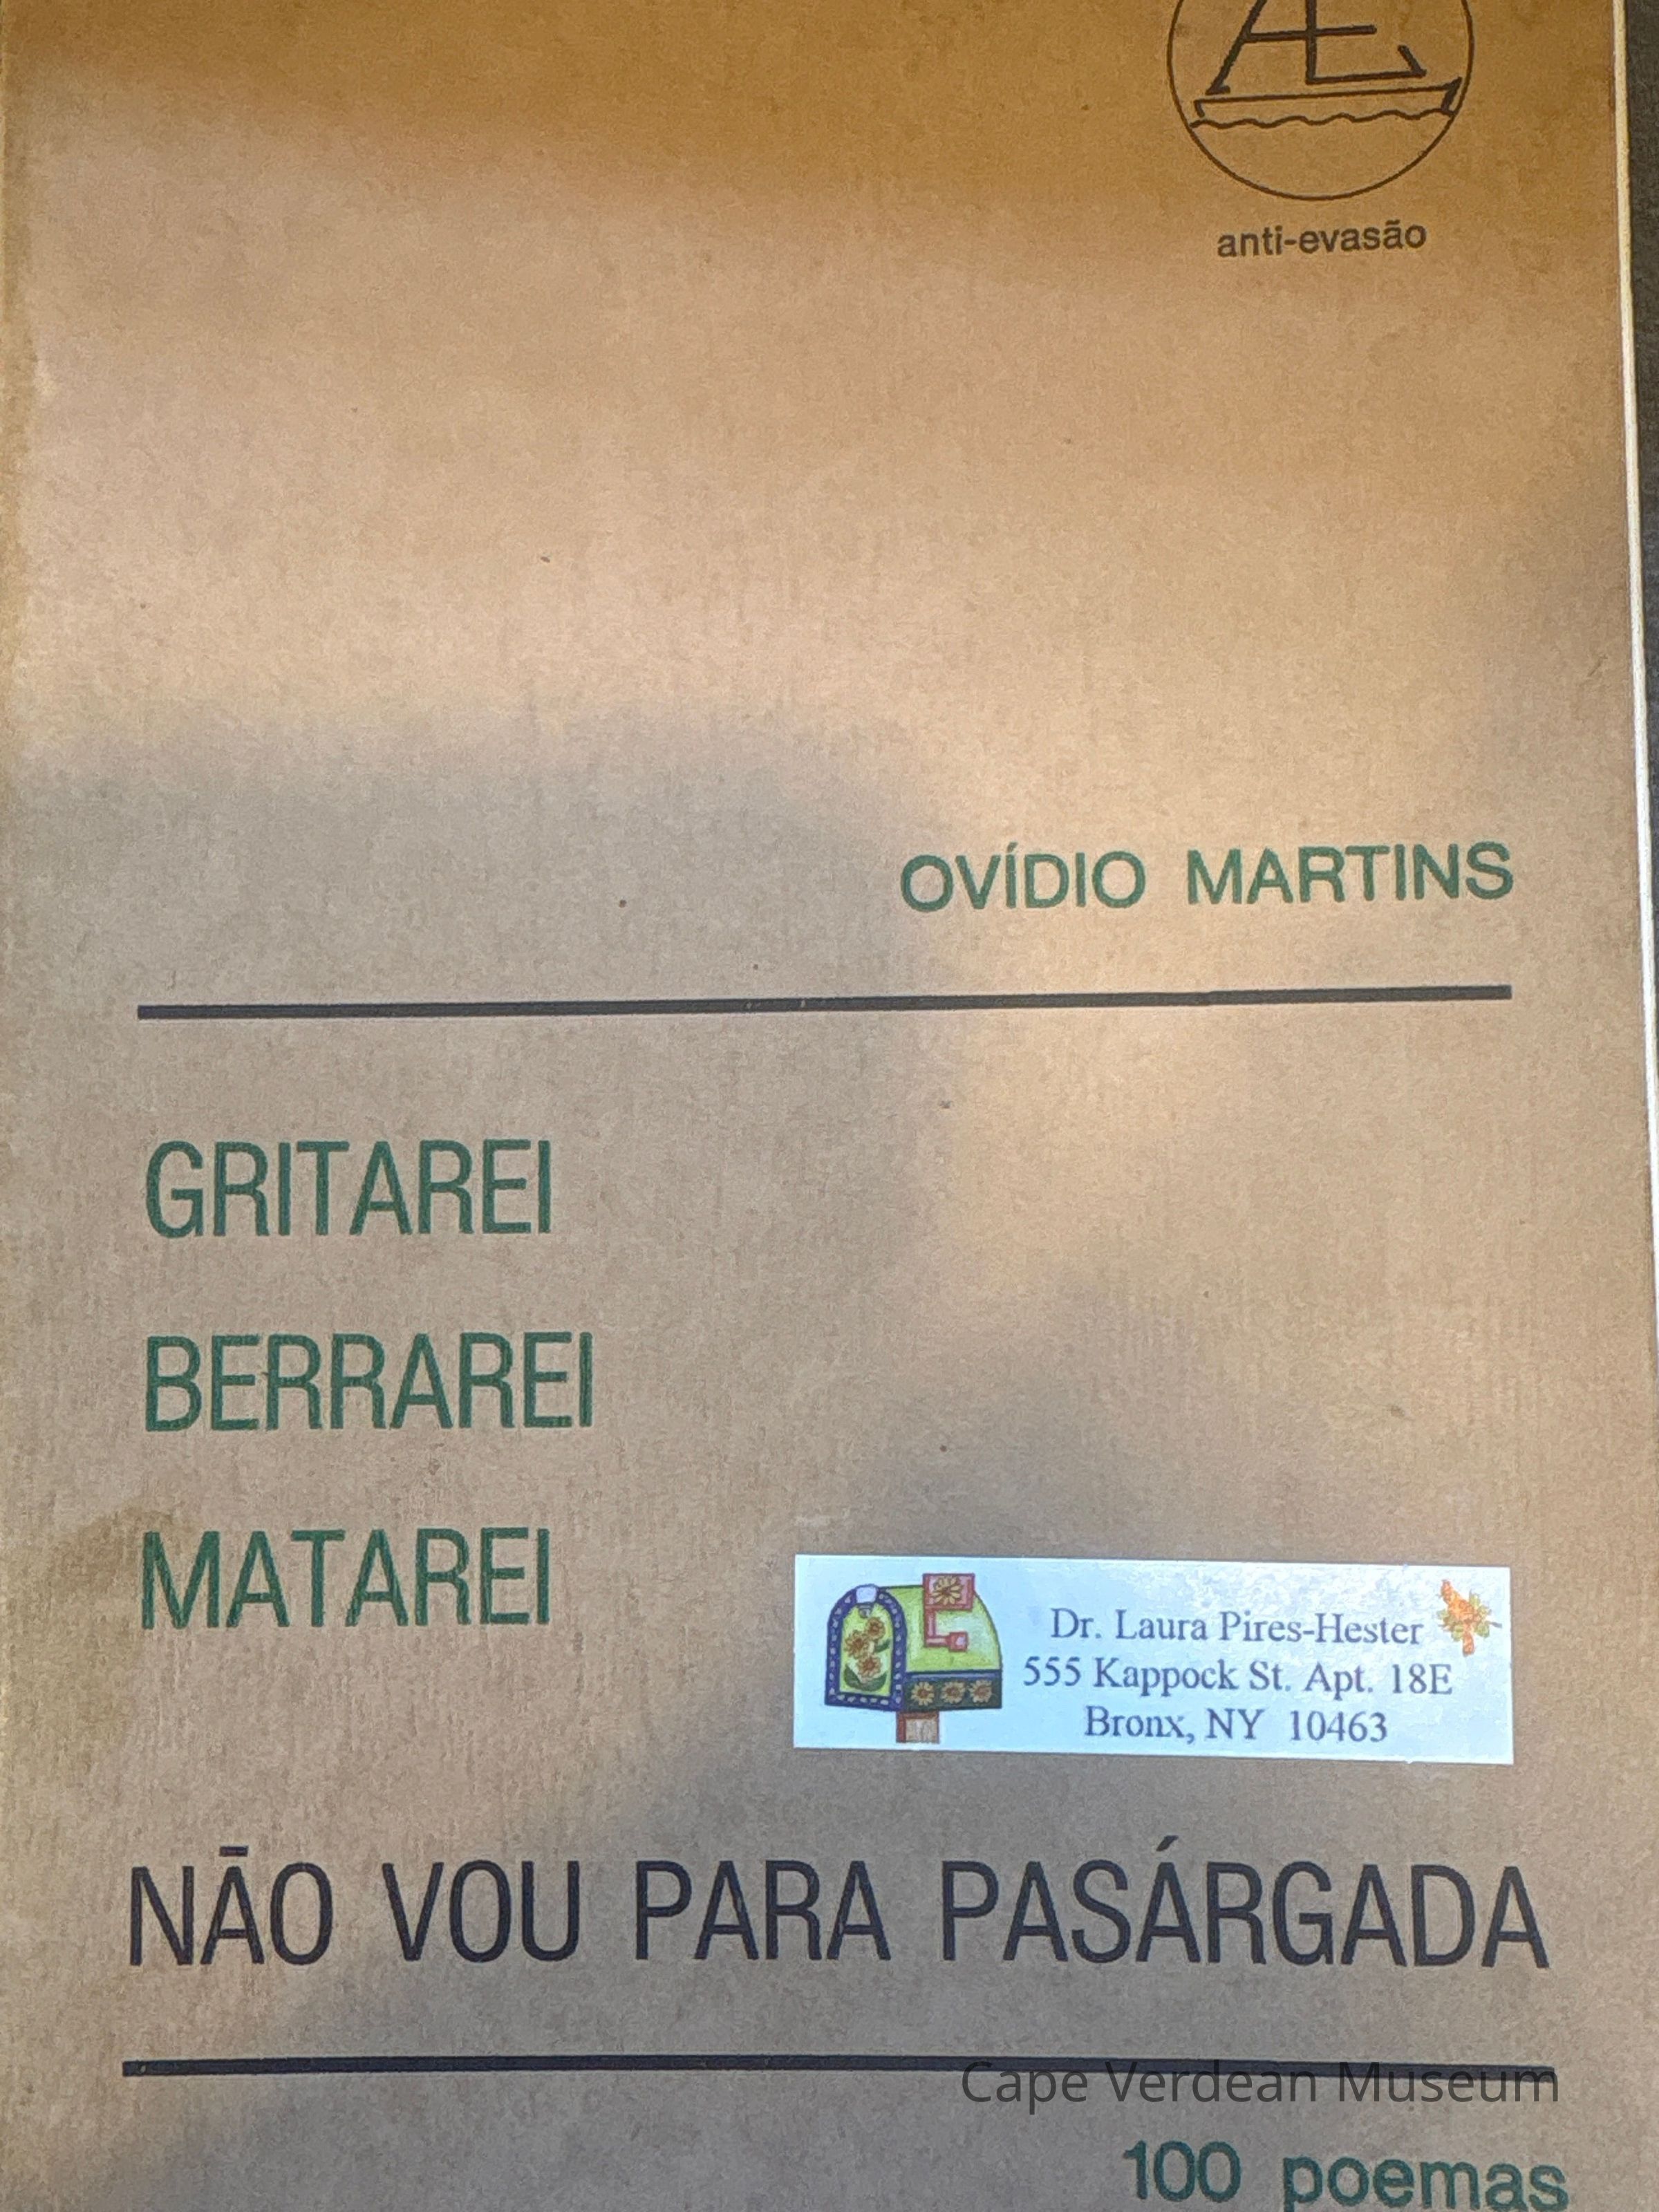 Æ
anti-evasão
OVÍDIO MARTINS
GRITAREI
BERRAREI
MATAREI
Dr. Laura Pires-Hester
555 Kappock St. Apt. 18E
Bronx, NY 10463
NÃO VOU PARA PASÁRGADA
Cape Verdean Museum
100 poemas